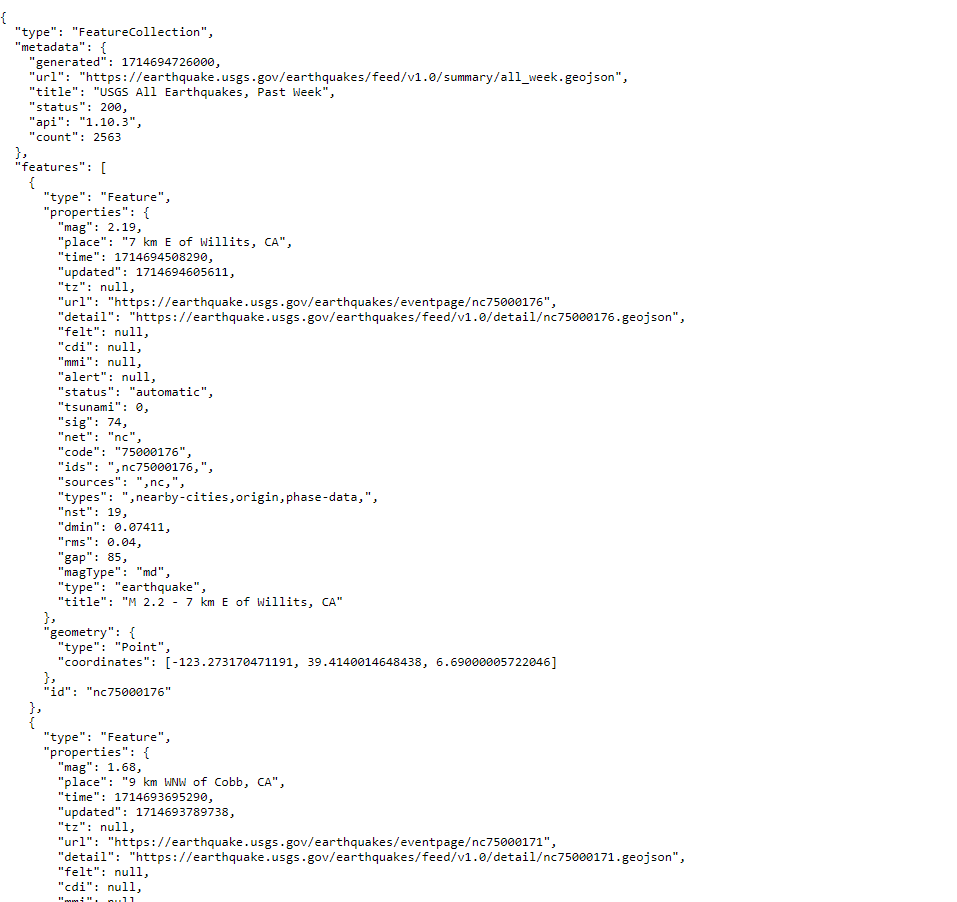 {
  "type": "FeatureCollection",
  "metadata": {
    "generated": 1714694726000,
    "url": "https://earthquake.usgs.gov/earthquakes/feed/v1.0/summary/all_week.geojson",
    "title": "USGS All Earthquakes, Past Week",
    "status": 200,
    "api": "1.10.3",
    "count": 2563
  },
  "features": [
    {
      "type": "Feature",
      "properties": {
        "mag": 2.19,
        "place": "7 km E of Willits, CA",
        "time": 1714694508290,
        "updated": 1714694605611,
        "tz": null,
        "url": "https://earthquake.usgs.gov/earthquakes/eventpage/nc75000176",
        "detail": "https://earthquake.usgs.gov/earthquakes/feed/v1.0/detail/nc75000176.geojson",
        "felt": null,
        "cdi": null,
        "mmi": null,
        "alert": null,
        "status": "automatic",
        "tsunami": 0,
        "sig": 74,
        "net": "nc",
        "code": "75000176",
        "ids": ",nc75000176,",
        "sources": ",nc,",
        "types": ",nearby-cities,origin,phase-data,",
        "nst": 19,
        "dmin": 0.07411,
        "rms": 0.04,
        "gap": 85,
        "magType": "md",
        "type": "earthquake",
        "title": "M 2.2 - 7 km E of Willits, CA"
      },
      "geometry": {
        "type": "Point",
        "coordinates": [-123.273170471191, 39.4140014648438, 6.69000005722046]
      },
      "id": "nc75000176"
    },
    {
      "type": "Feature",
      "properties": {
        "mag": 1.68,
        "place": "9 km WNW of Cobb, CA",
        "time": 1714693695290,
        "updated": 1714693789738,
        "tz": null,
        "url": "https://earthquake.usgs.gov/earthquakes/eventpage/nc75000171",
        "detail": "https://earthquake.usgs.gov/earthquakes/feed/v1.0/detail/nc75000171.geojson",
        "felt": null,
        "cdi": null,
        "mmi": null